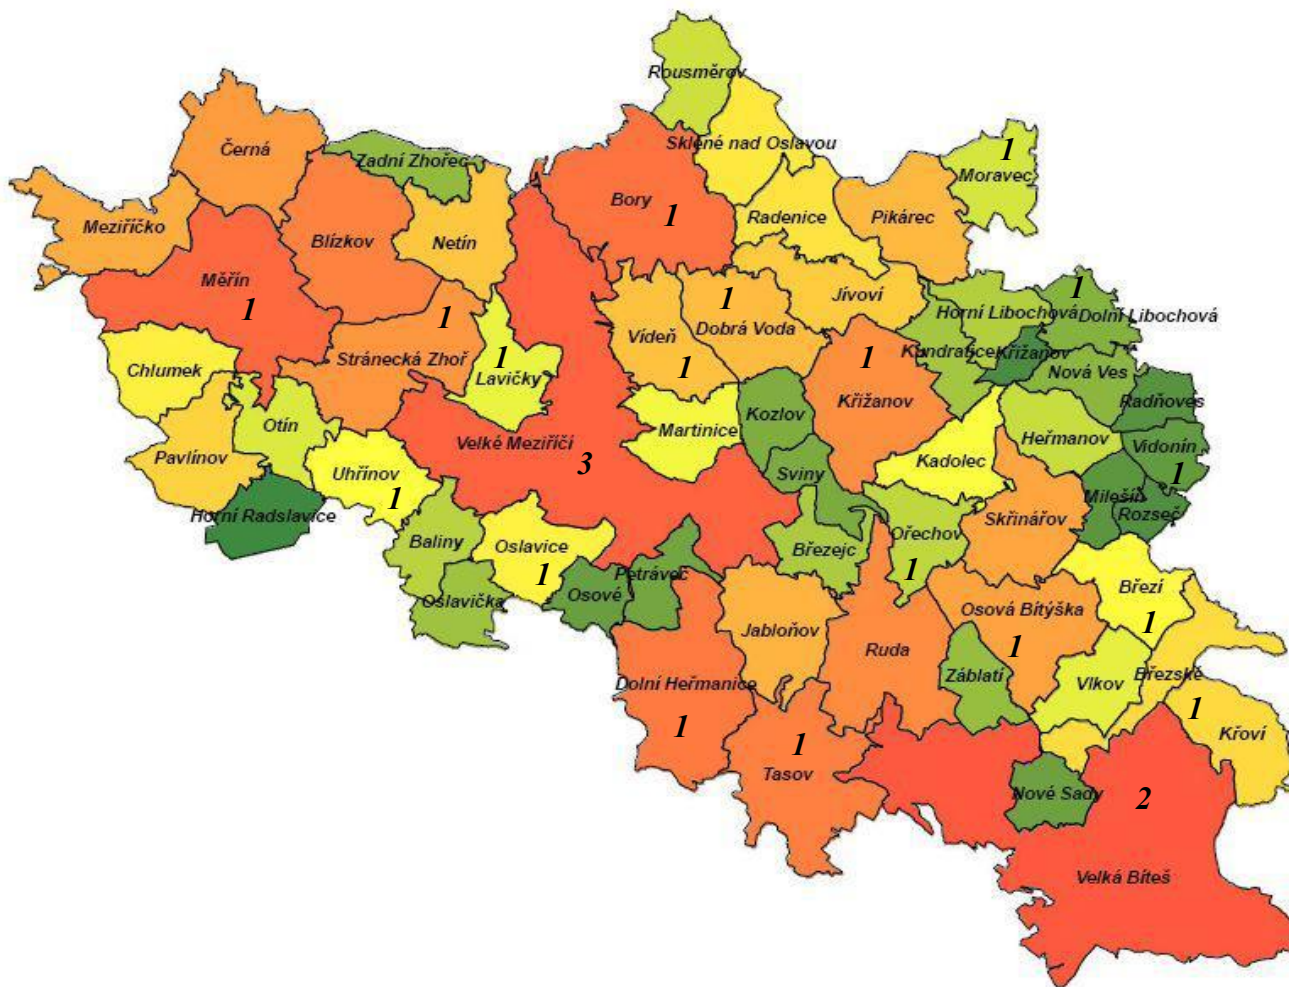 Rousměrov
Sklené nad Oslavou
1
Moravec
Černá
Zadní Zhořec
Bory
1
Radenice
Pikárec
Meziříčko
Blízkov
Netín
Měřín
1
1
Stránecká Zhoř
1
Lavičky
Vídeň
1
1
Dobrá Voda
Jívoví
Horní Libochová
1
Dolní Libochová
Kundratice
Křižanov
Nová Ves
1
Křižanov
Chlumek
Radňoves
Otín
Martinice
Kozlov
Heřmanov
Vidonín
1
Pavlínov
Velké Meziříčí
3
Kadolec
Uhřínov
1
Sviny
Milešín
Rozseč
Horní Radslavice
Skřinářov
Baliny
Oslavice
1
Březejc
Ořechov
1
Petráveč
Osové
Oslavička
Březí
1
Osová Bítýška
1
Jabloňov
Ruda
Záblatí
Vlkov
Březské
Dolní Heřmanice
1
1
Křoví
1
Tasov
Nové Sady
2
Velká Bíteš